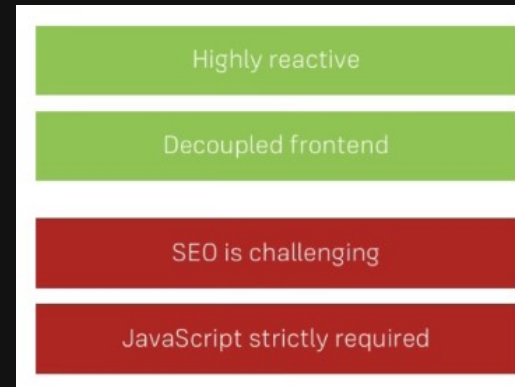 Highly reactive
Decoupled frontend
SEO is challenging
JavaScript strictly required